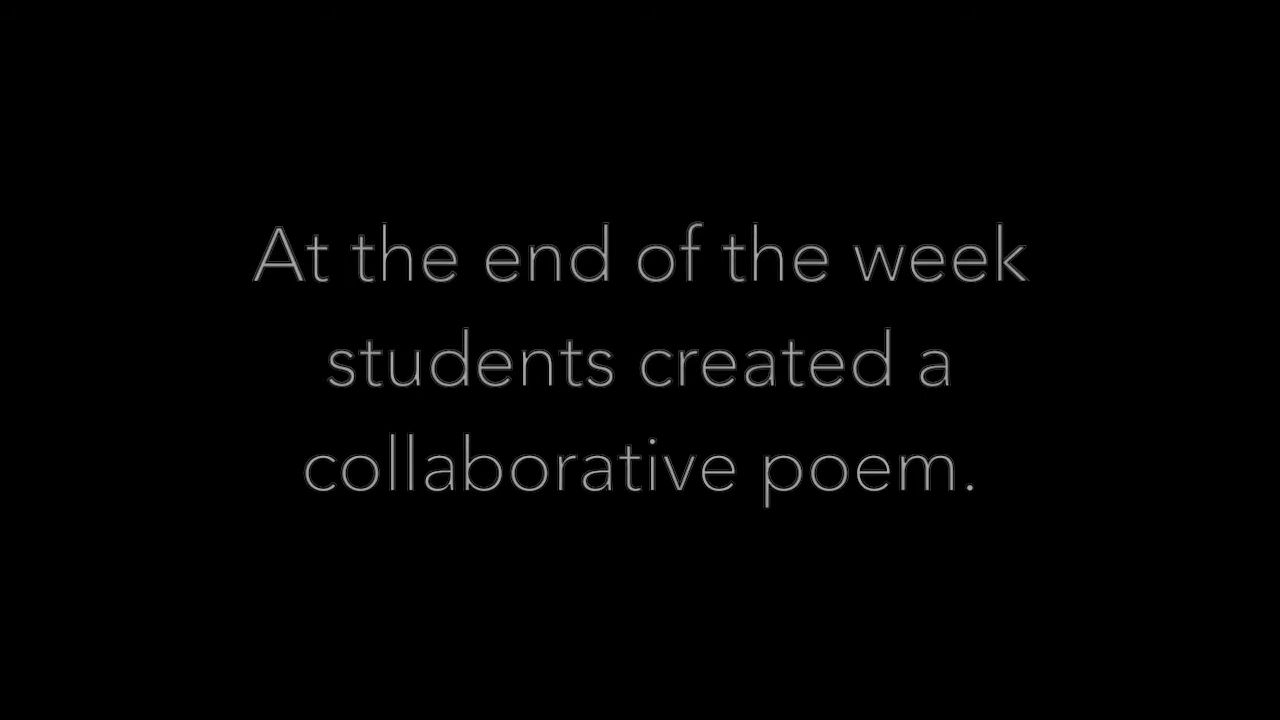 At the end of the week
students created a
collaborative poem.